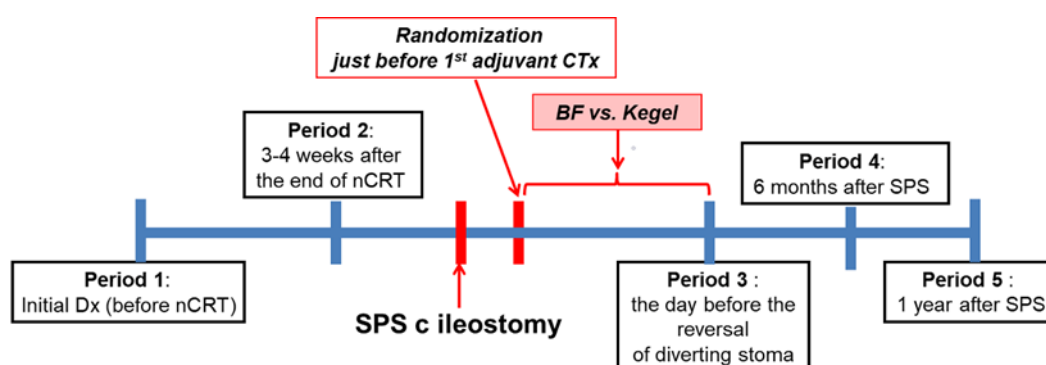 Randomization
just before 1st adjuvant CTx
BF vs. Kegel
Period 2:
3-4 weeks after
the end of nCRT
Period 4:
6 months after SPS
Period 1:
Initial Dx (before nCRT)
SPS c ileostomy
Period 3 :
the day before the
reversal
of diverting stoma
Period 5 :
1 year after SPS